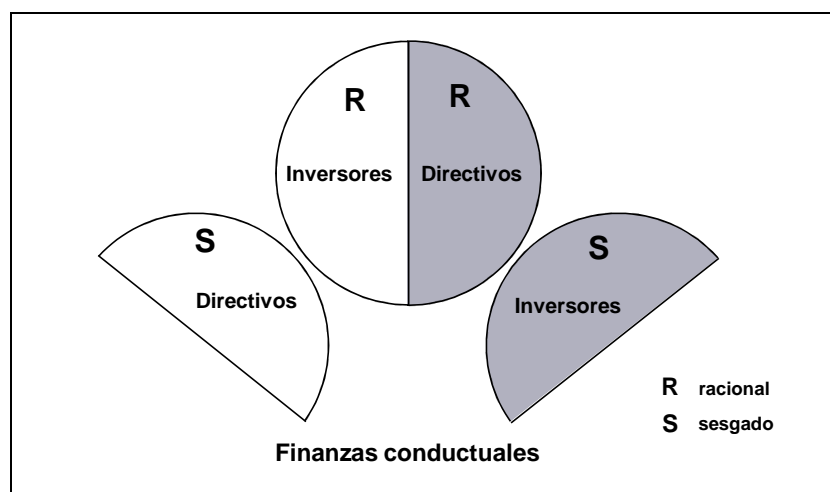 R
R
Inversores
Directivos
S
Directivos
S
Inversores
R racional
S sesgado
Finanzas conductuales